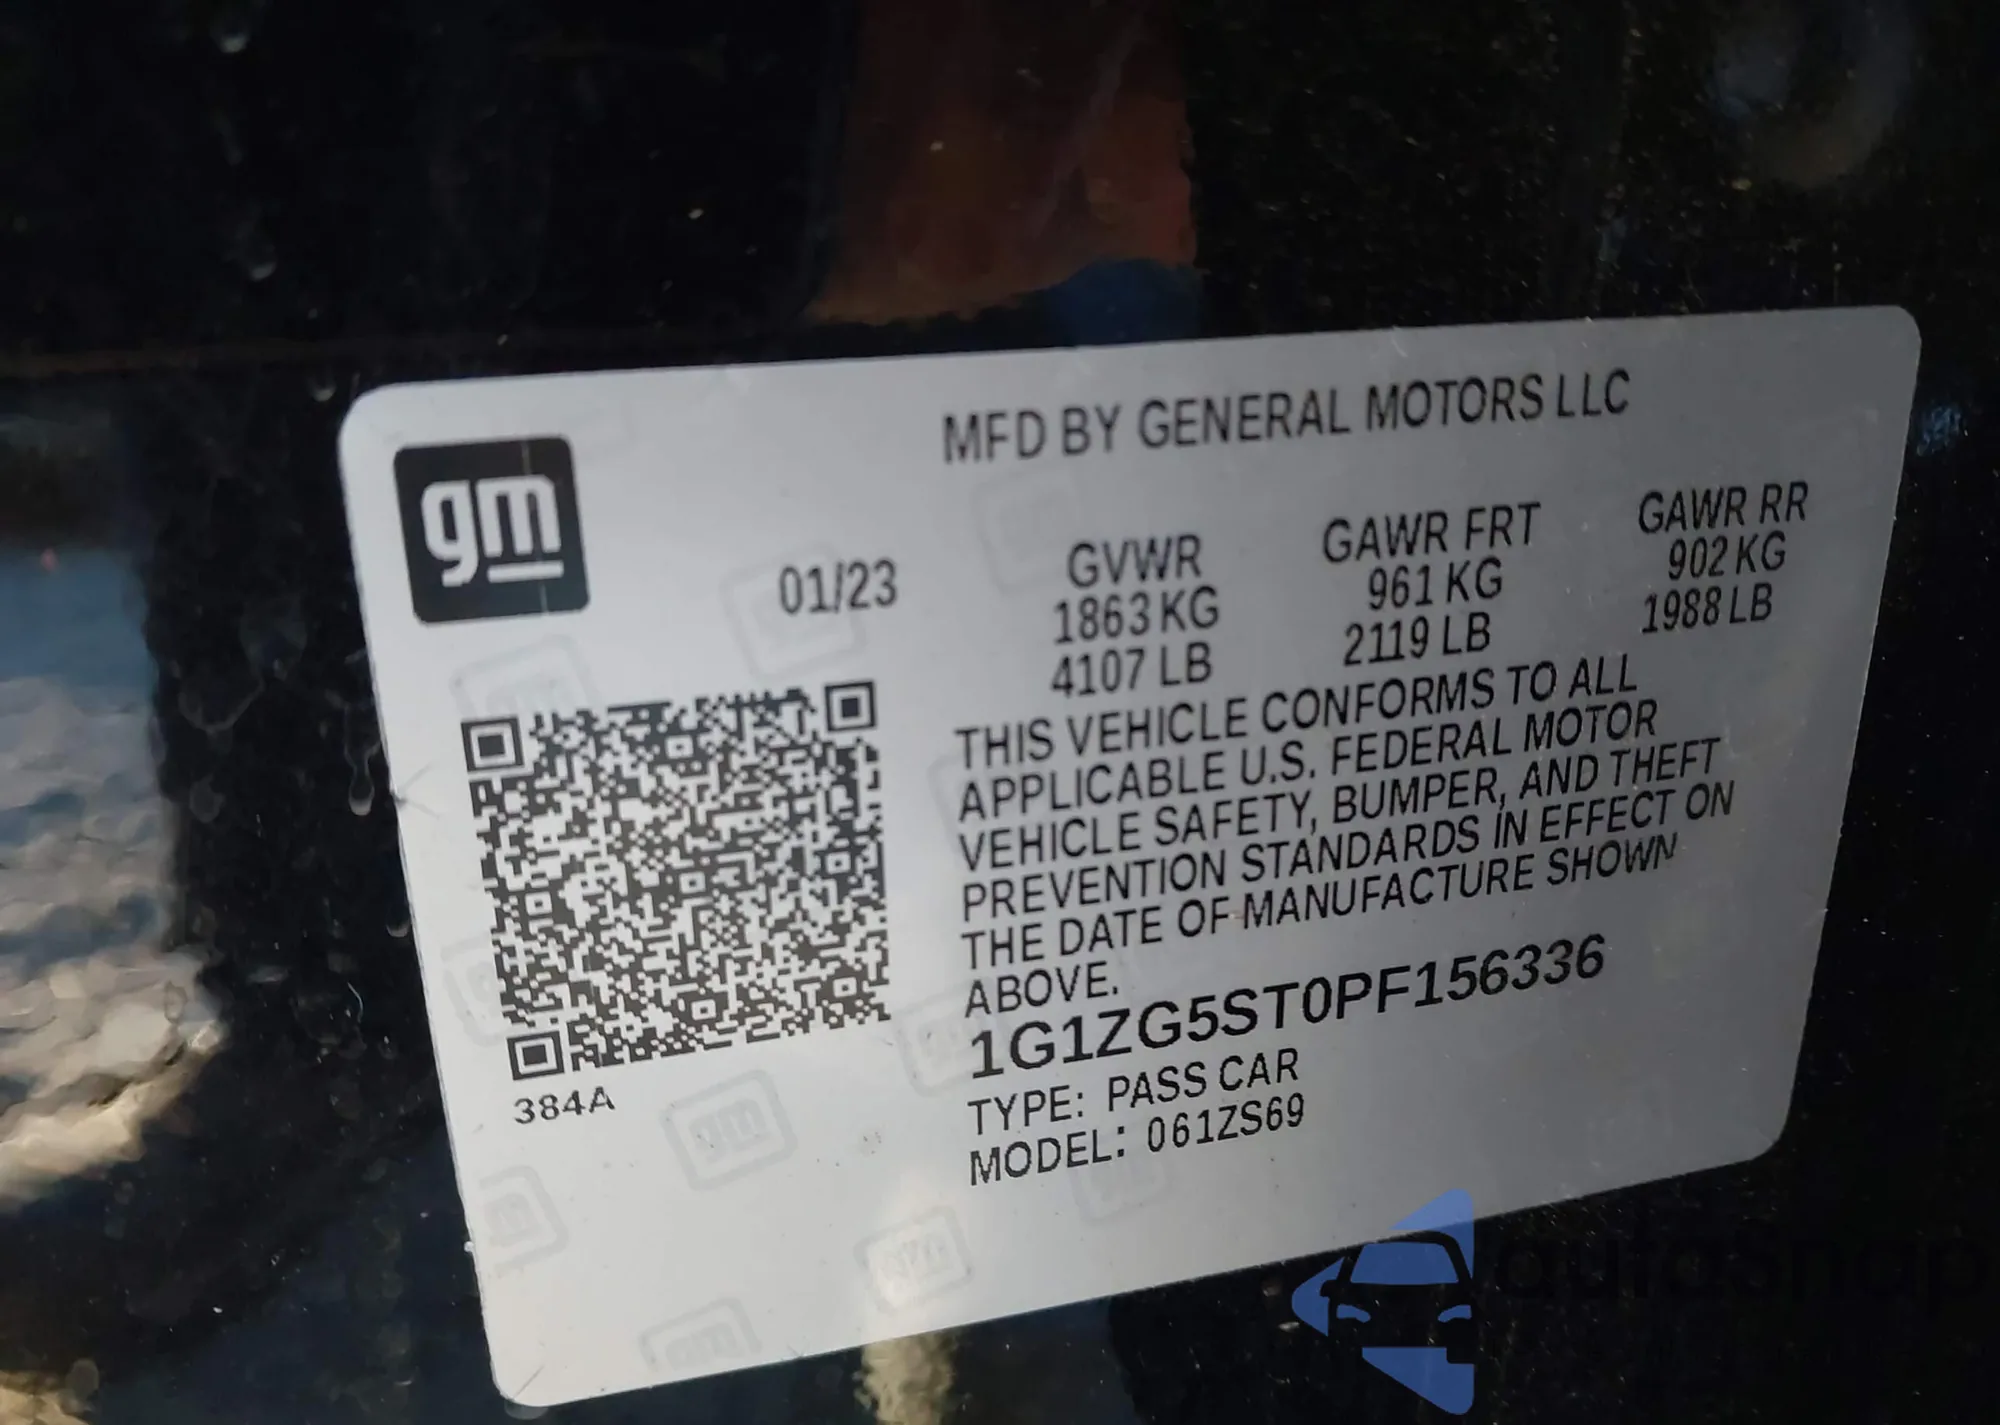 gm
MFD BY GENERAL MOTORS LLC
01/23
GVWR
1863 KG
4107 LB
GAWR FRT
961 KG
2119 LB
GAWR RR
902 KG
1988 LB
THIS VEHICLE CONFORMS TO ALL
APPLICABLE U.S. FEDERAL MOTOR
VEHICLE SAFETY, BUMPER, AND THEFT
PREVENTION STANDARDS IN EFFECT ON
THE DATE OF MANUFACTURE SHOWN
ABOVE.
1G1ZG5ST0PF156336
TYPE: PASS CAR
MODEL: 061ZS69
384A